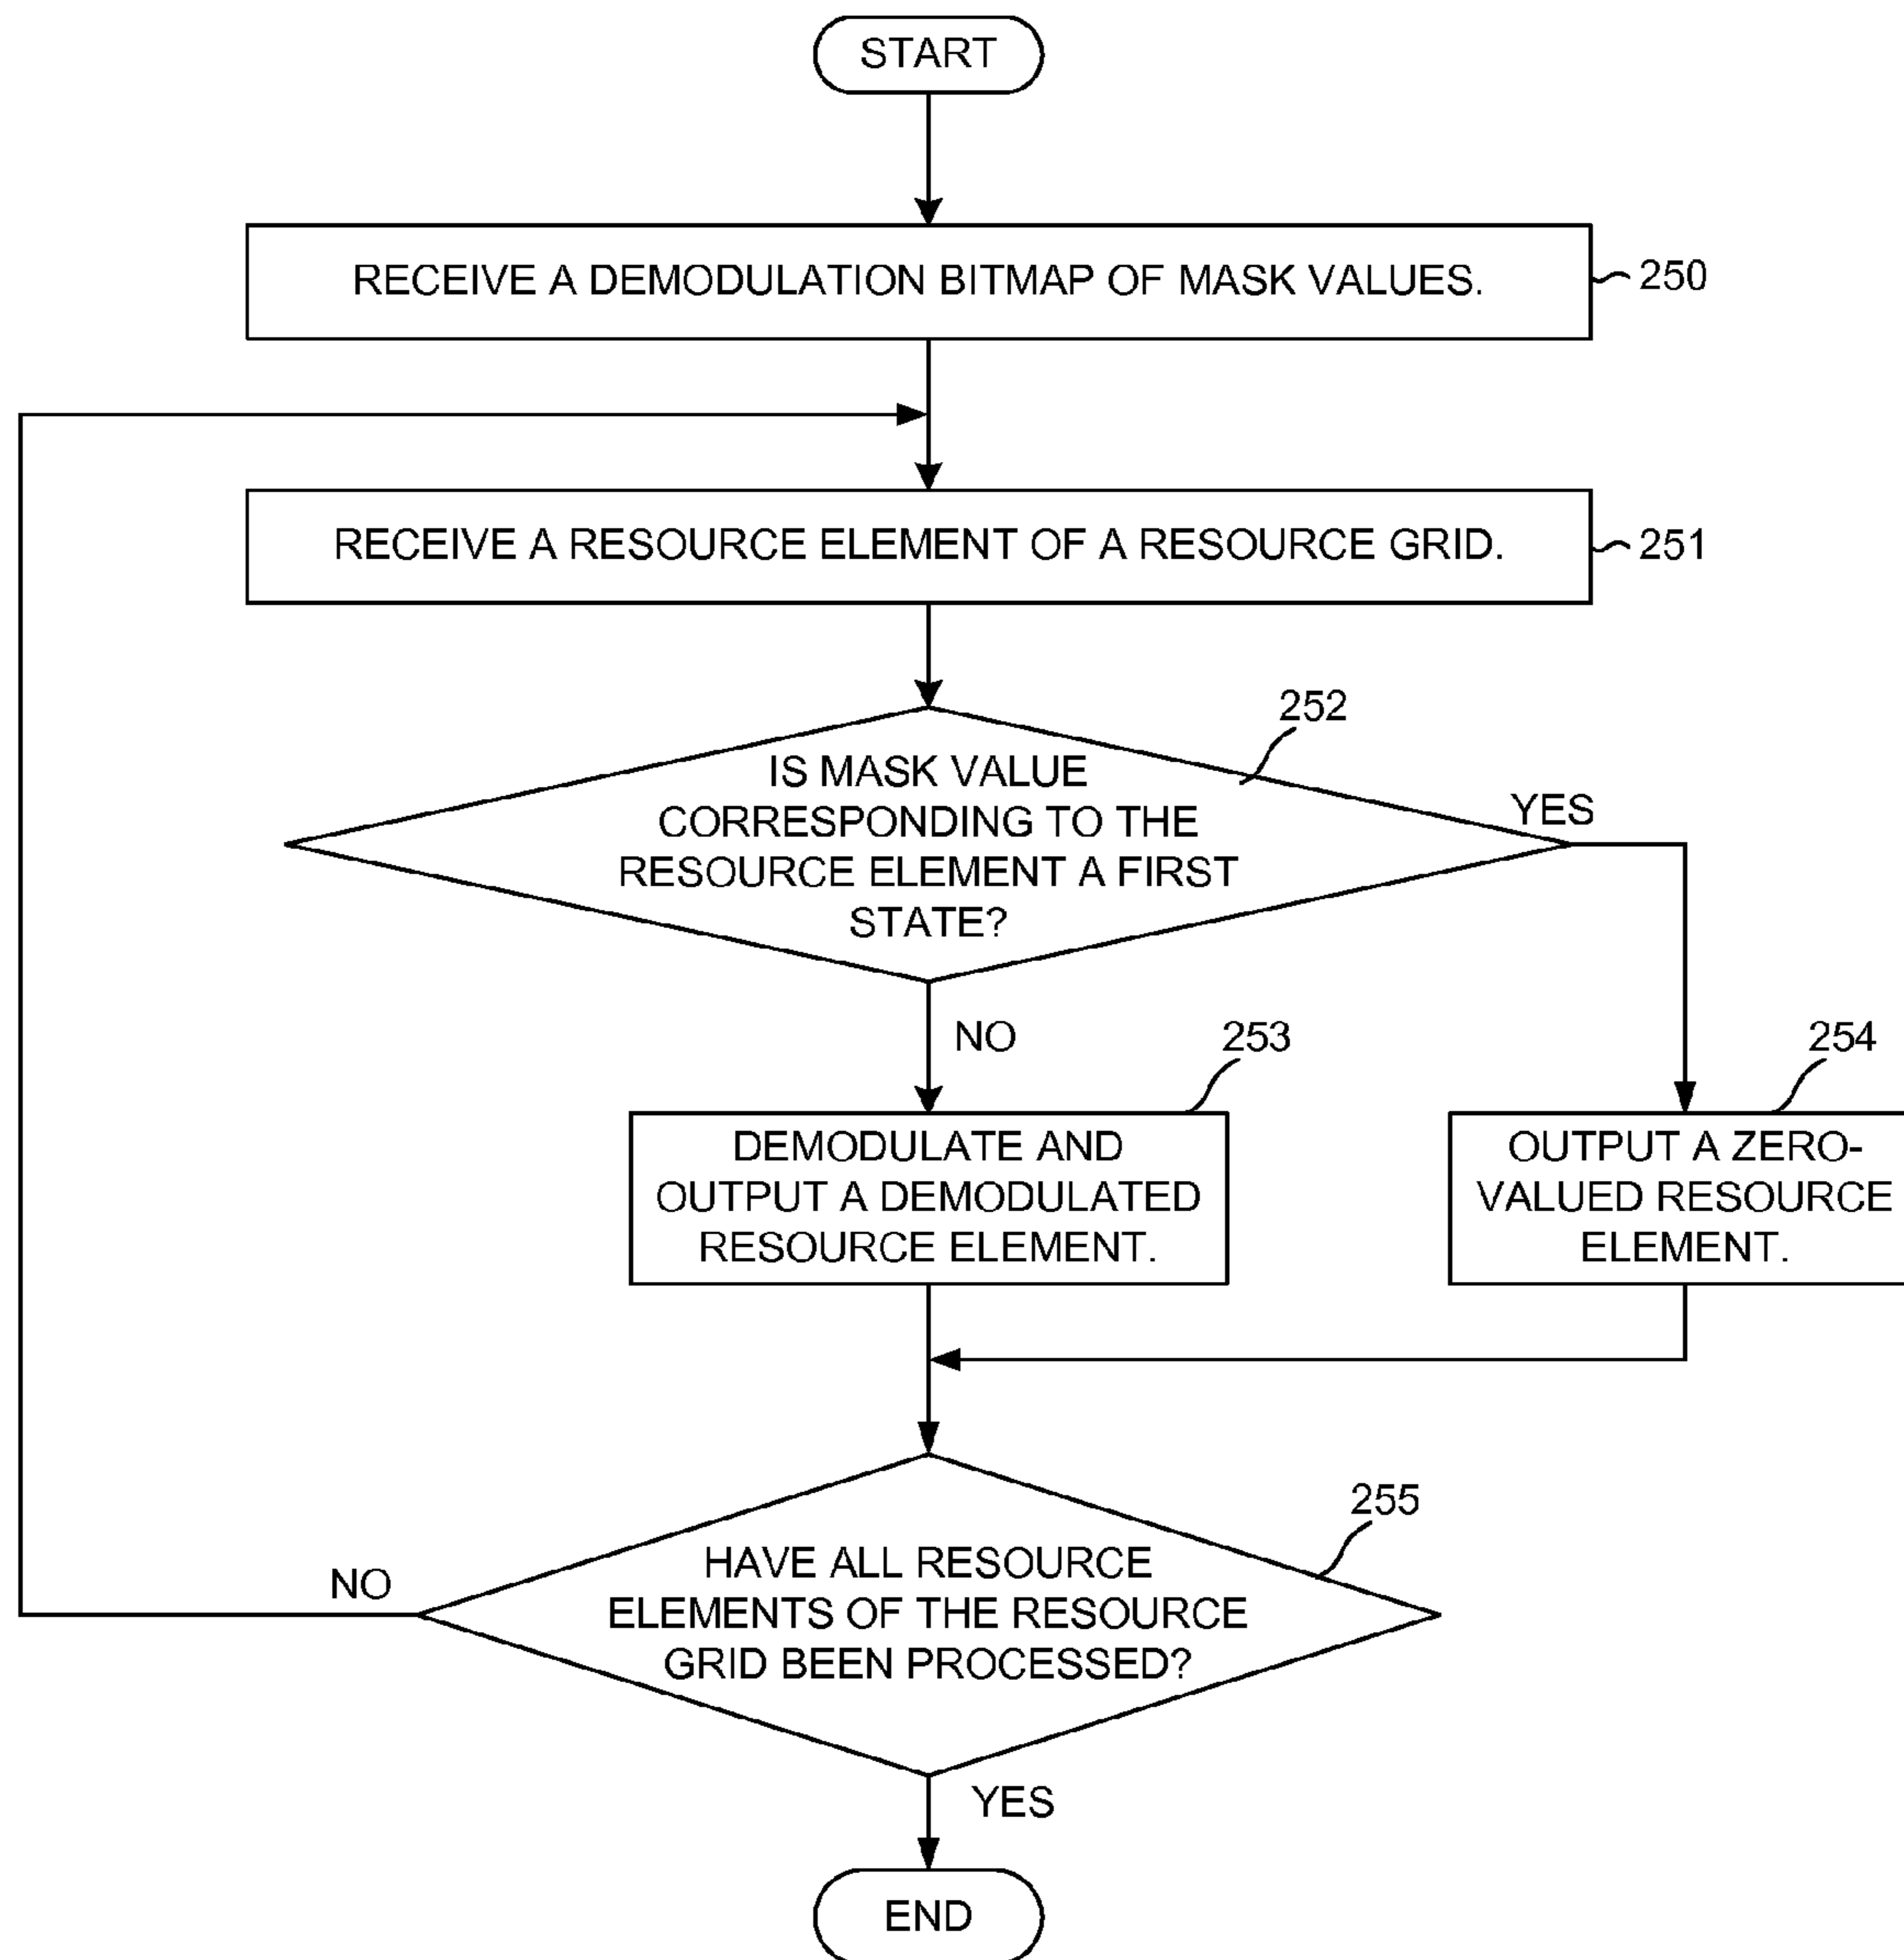 START
RECEIVE A DEMODULATION BITMAP OF MASK VALUES.
250
RECEIVE A RESOURCE ELEMENT OF A RESOURCE GRID.
251
252
IS MASK VALUE
CORRESPONDING TO THE
RESOURCE ELEMENT A FIRST
STATE?
YES
NO
253
254
DEMODULATE AND
OUTPUT A DEMODULATED
RESOURCE ELEMENT.
OUTPUT A ZERO-
VALUED RESOURCE
ELEMENT.
255
HAVE ALL RESOURCE
ELEMENTS OF THE RESOURCE
GRID BEEN PROCESSED?
NO
YES
END